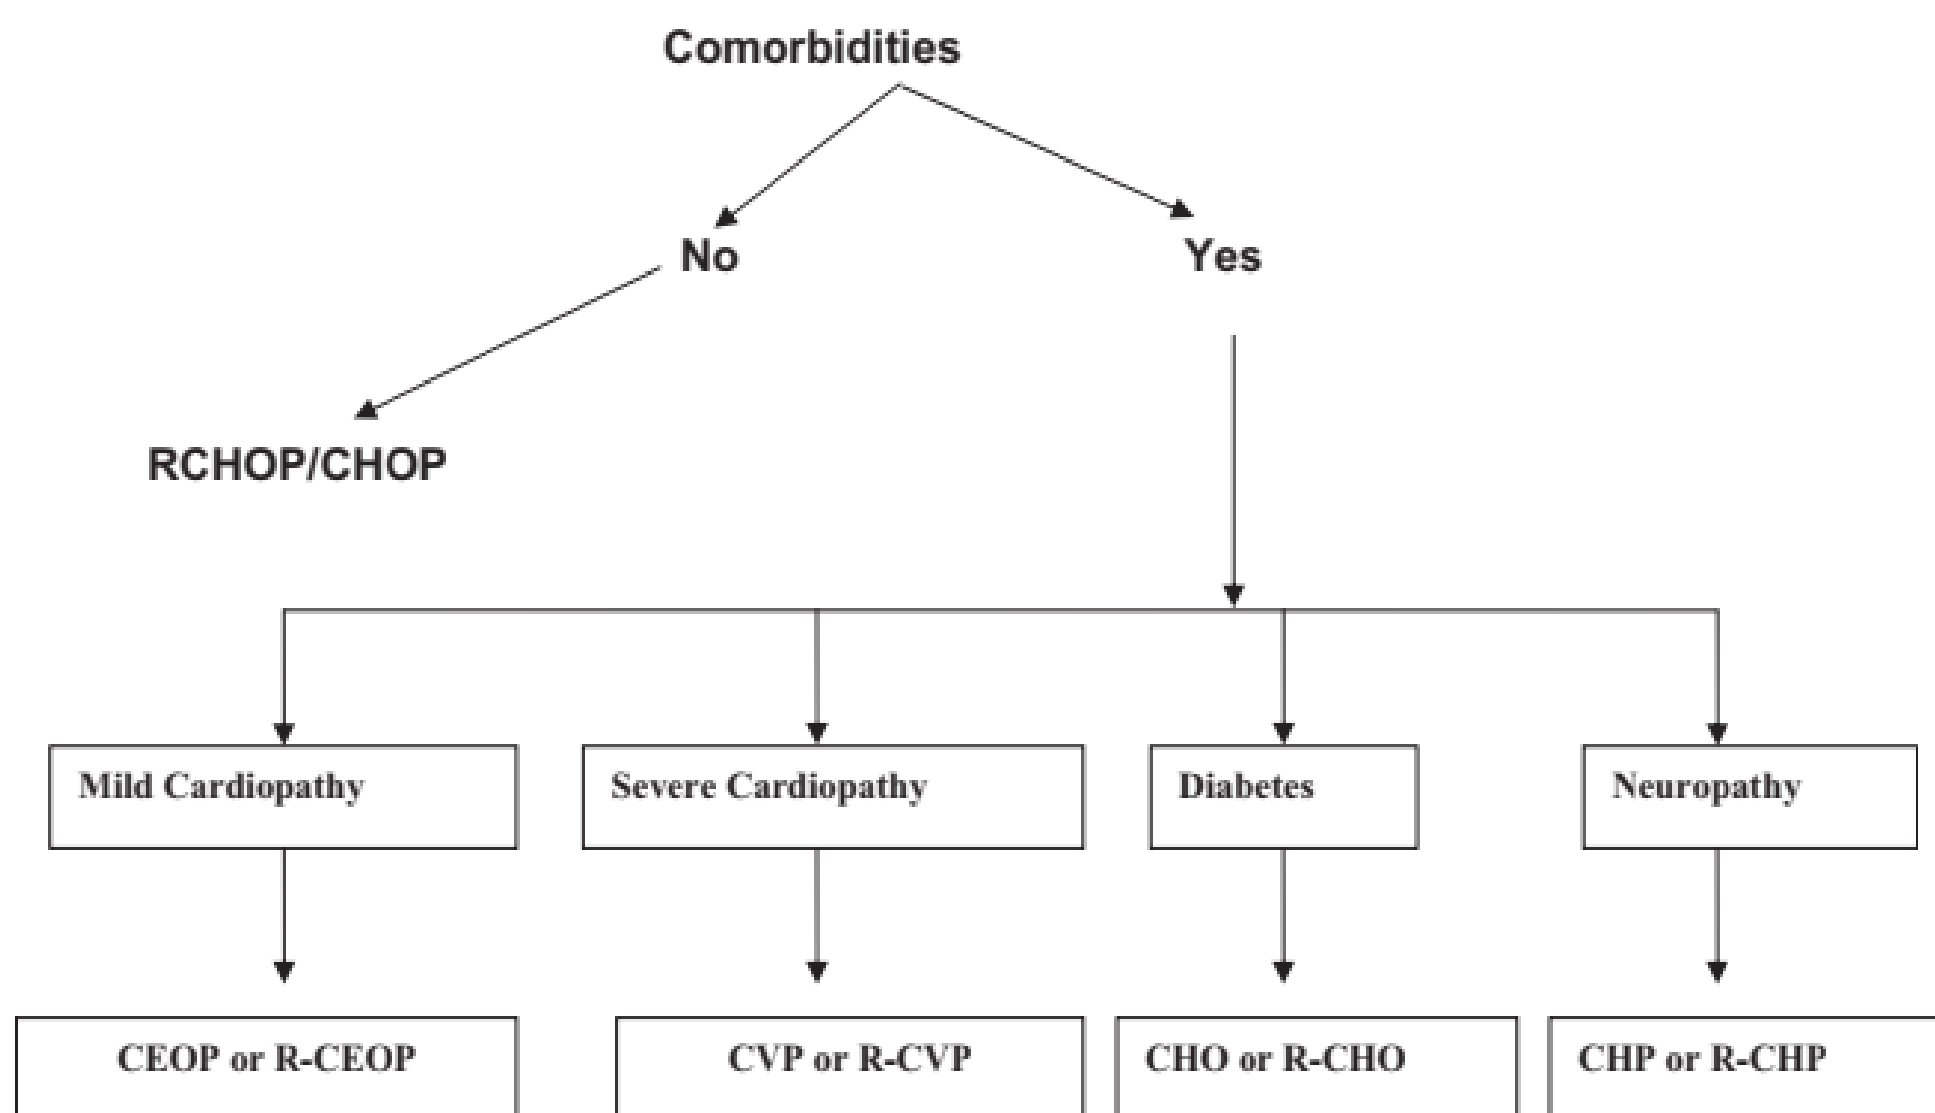 Comorbidities
No
Yes
RCHOP/CHOP
Mild Cardiopathy
Severe Cardiopathy
Diabetes
Neuropathy
CEOP or R-CEOP
CVP or R-CVP
CHO or R-CHO
CHP or R-CHP